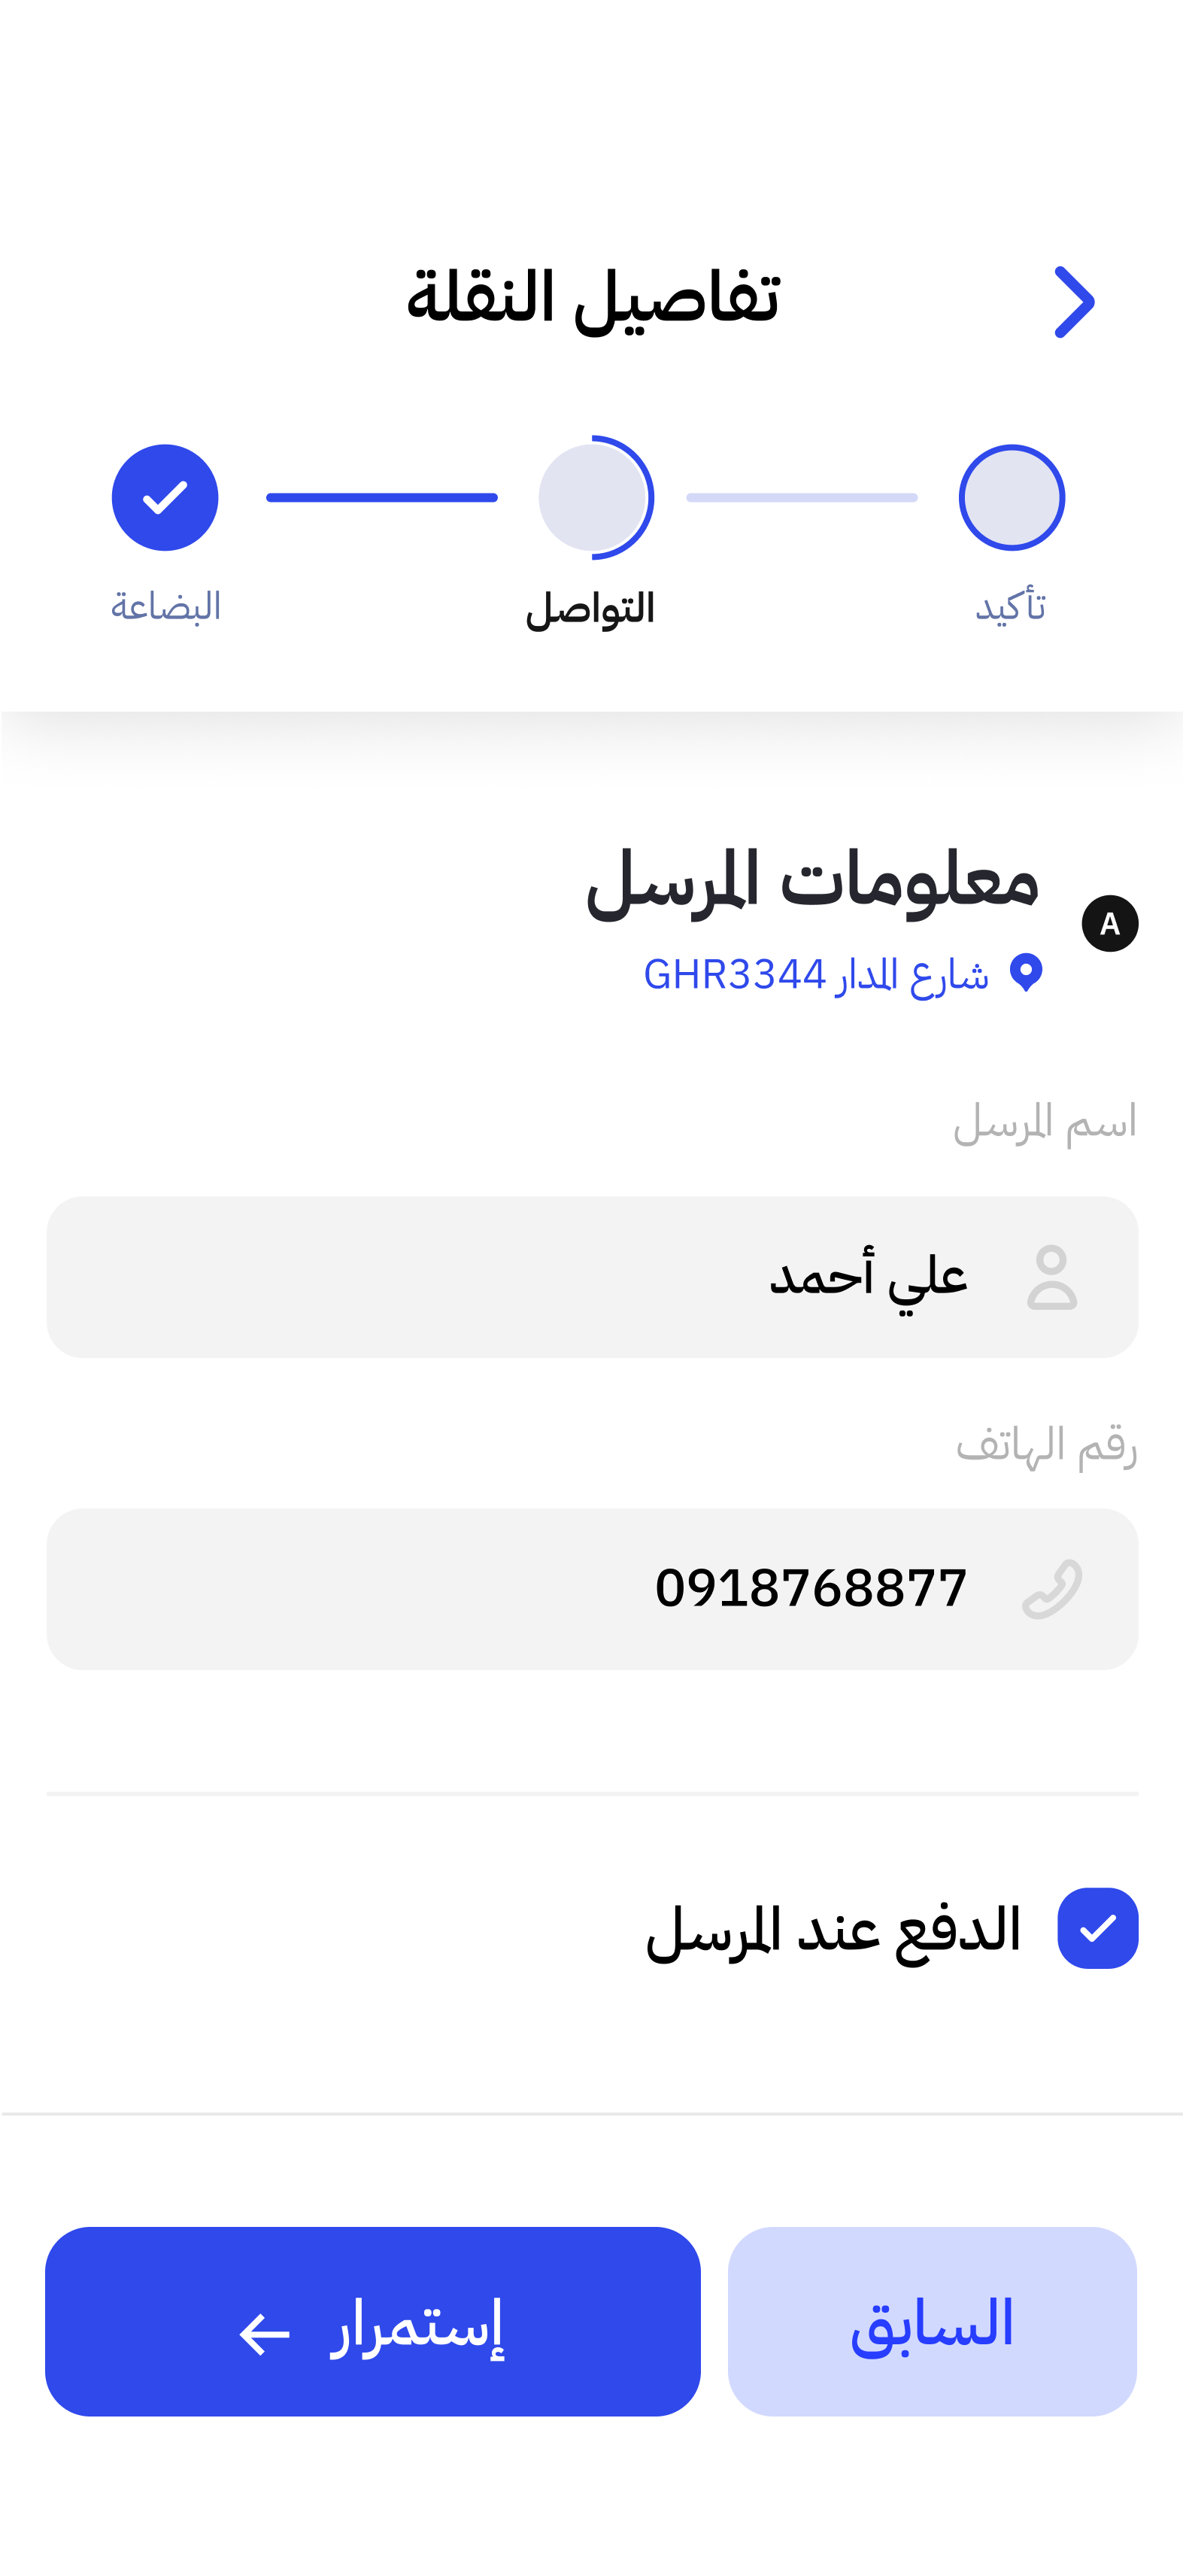 تفاصيل النقلة
تأكيد
التواصل
البضاعة
A
معلومات المرسل
شارع المدار GHR3344
اسم المرسل
علي أحمد
رقم الهاتف
0918768877
الدفع عند المرسل
السابق
إستمرار